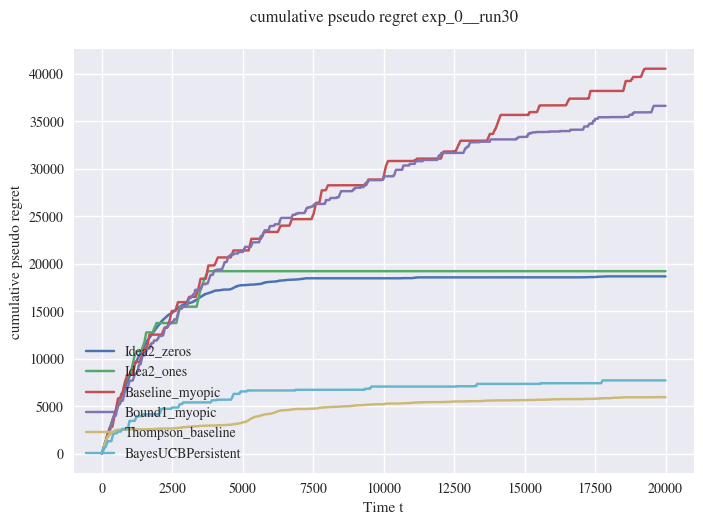 cumulative pseudo regret exp_0__run30
cumulative pseudo regret
40000
35000
30000
25000
20000
15000
10000
5000
0
Idea2_zeros
Idea2_ones
Baseline_myopic
Bound1_myopic
Thompson_baseline
BayesUCBPersistent
0 2500 5000 7500 10000 12500 15000 17500 20000
Time t